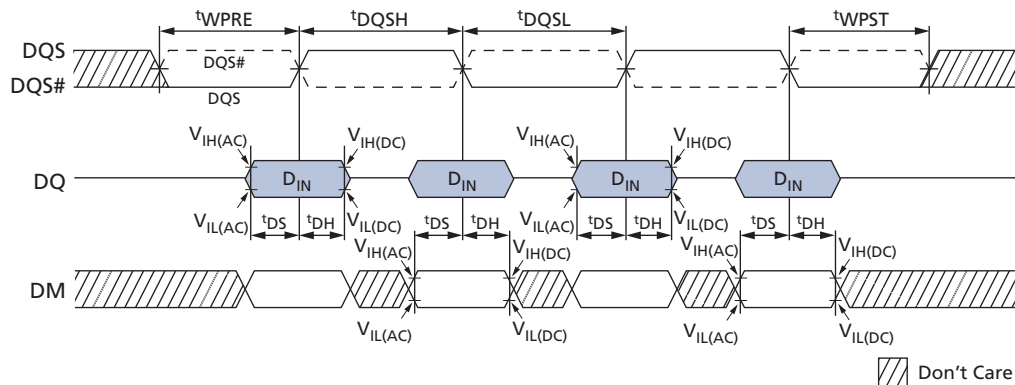 tWPRE tDQSH tDQSL tWPST
DQS DQS#
DQS# DQS
VIH(AC) VIH(DC) VIH(AC) VIH(DC)
DQ DIN DIN DIN DIN
VIL(AC) tDS tDH VIL(DC) VIL(AC) tDS tDH VIL(DC)
tDS tDH tDS tDH
VIH(AC) VIH(DC) VIH(AC) VIH(DC)
DM
VIL(AC) VIL(DC) VIL(AC) VIL(DC)
Don't Care